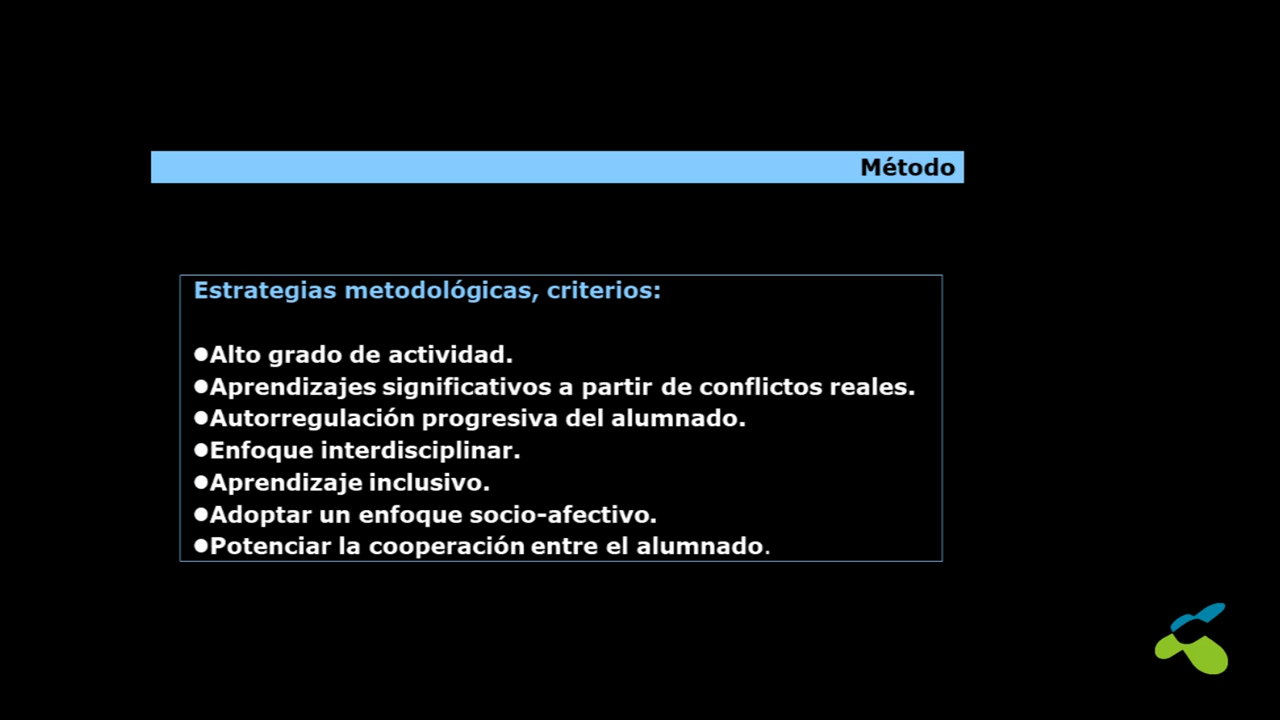 Método
Estrategias metodológicas, criterios:
●Alto grado de actividad.
●Aprendizajes significativos a partir de conflictos reales.
●Autorregulación progresiva del alumnado.
●Enfoque interdisciplinar.
●Aprendizaje inclusivo.
●Adoptar un enfoque socio-afectivo.
●Potenciar la cooperación entre el alumnado.